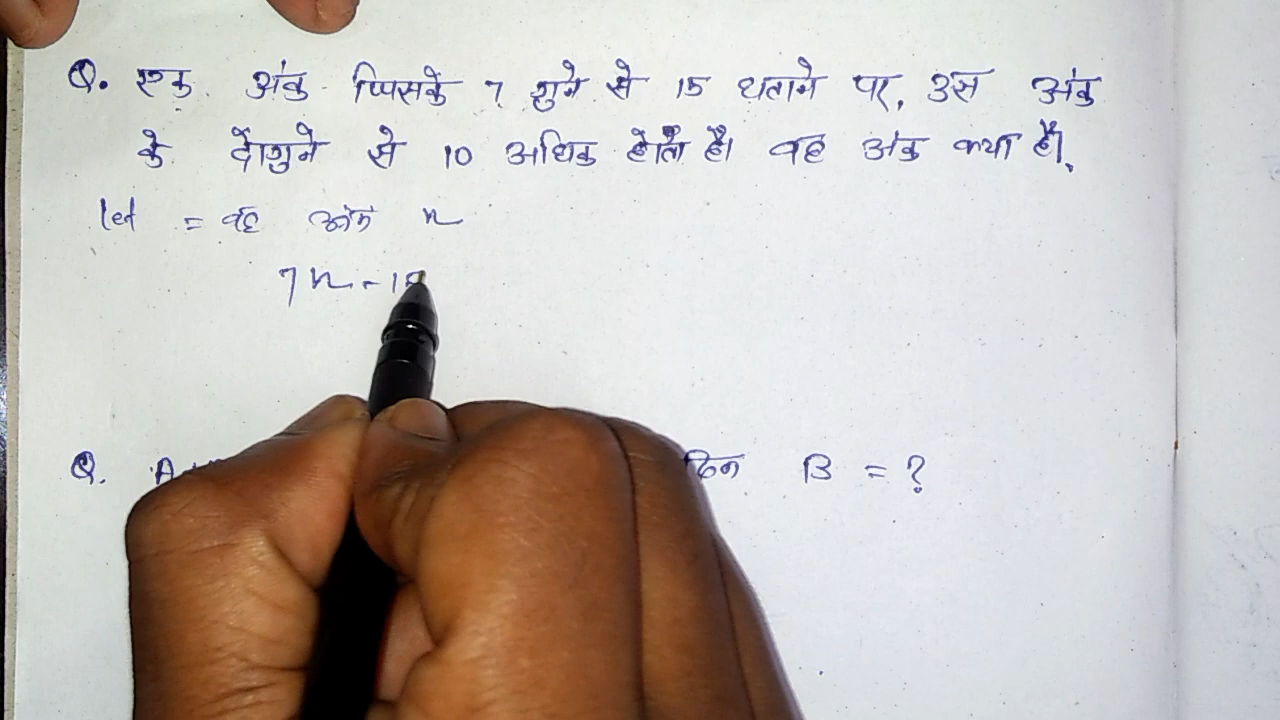 Q. एक अंक जिसके 7 गुने से 15 घटाने पर, उस अंक
के दोगुने से 10 अधिक होता है। वह अंक क्या है।
let = वह अंक x
7x - 15
Q. A दिन B = ?